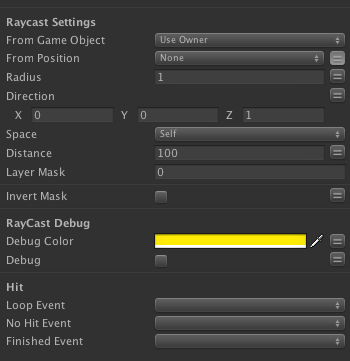 Raycast Settings
From Game Object Use Owner
From Position None
Radius 1
Direction
X 0 Y 0 Z 1
Space Self
Distance 100
Layer Mask 0
Invert Mask
RayCast Debug
Debug Color
Debug
Hit
Loop Event
No Hit Event
Finished Event